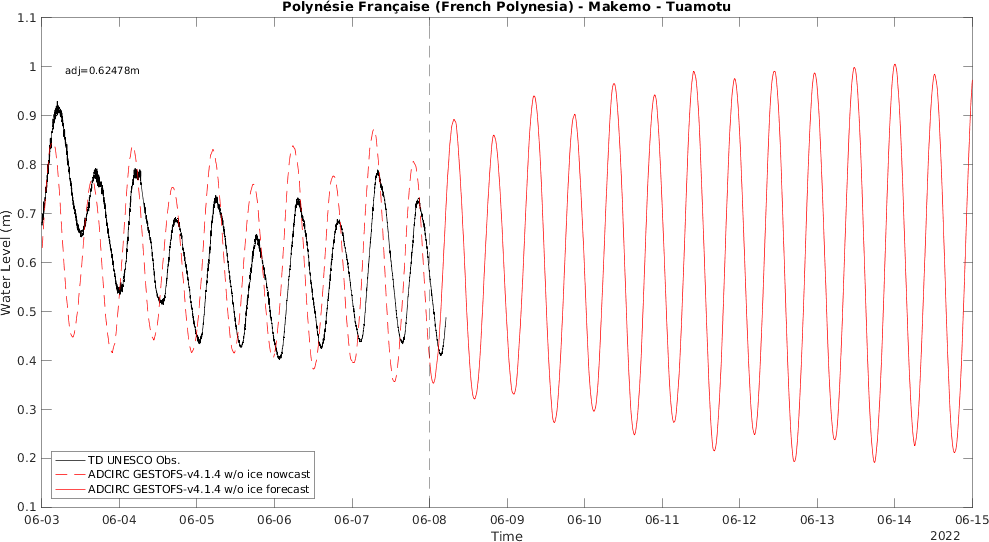 Polynésie Française (French Polynesia) - Makemo - Tuamotu
1.1
1
0.9
0.8
0.7
0.6
0.5
0.4
0.3
0.2
0.1
Water Level (m)
adj=0.62478m
TD UNESCO Obs.
ADCIRC GESTOFS-v4.1.4 w/o ice nowcast
ADCIRC GESTOFS-v4.1.4 w/o ice forecast
06-03 06-04 06-05 06-06 06-07 06-08 06-09 06-10 06-11 06-12 06-13 06-14 06-15
Time
2022